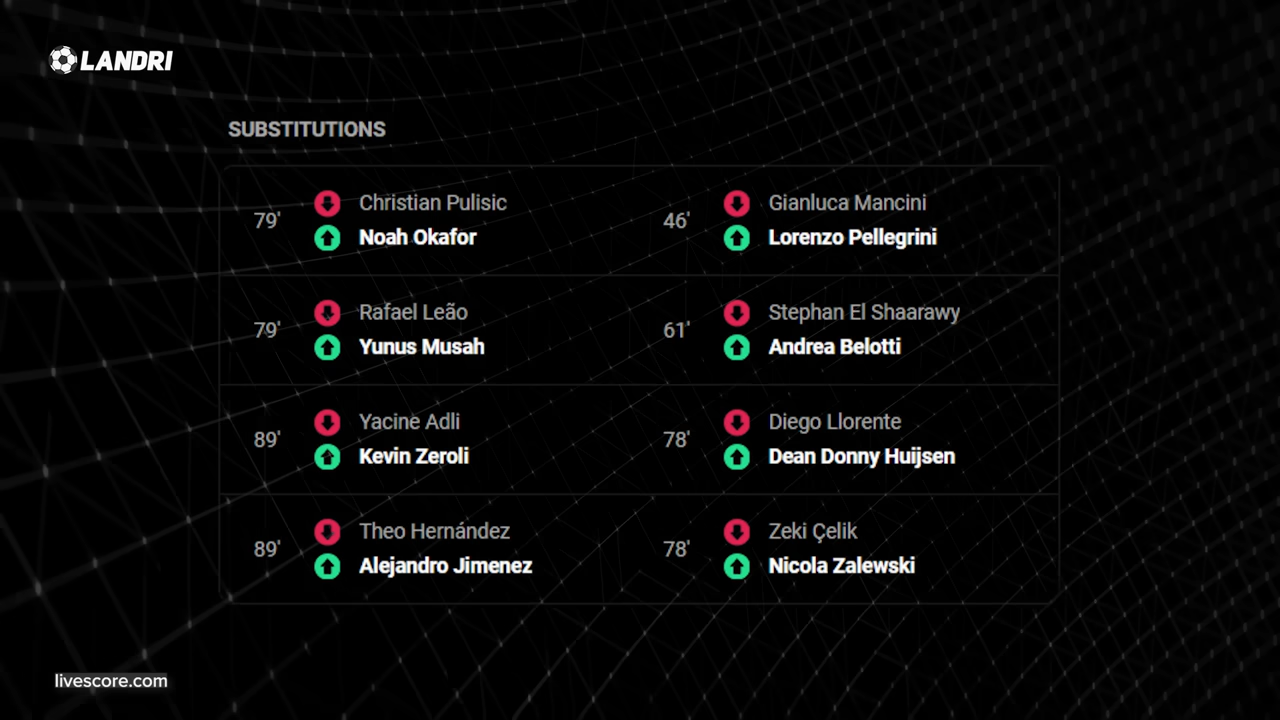 LANDRI
SUBSTITUTIONS
79' Christian Pulisic
Noah Okafor
46' Gianluca Mancini
Lorenzo Pellegrini
79' Rafael Leão
Yunus Musah
61' Stephan El Shaarawy
Andrea Belotti
89' Yacine Adli
Kevin Zeroli
78' Diego Llorente
Dean Donny Huijsen
89' Theo Hernández
Alejandro Jimenez
78' Zeki Çelik
Nicola Zalewski
livescore.com